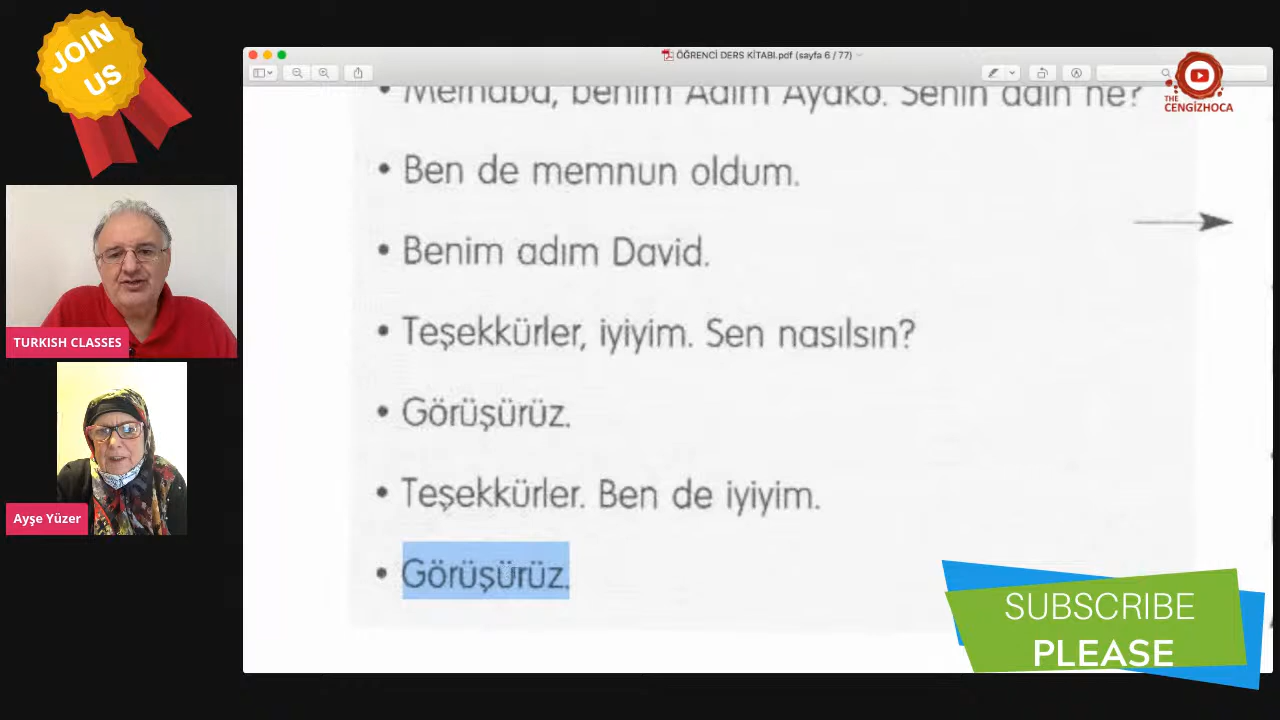 JOIN
US
ÖĞRENCİ DERS KİTABI.pdf (sayfa 6 / 77)
THE
CENGİZHOCA
• Merhaba, benim Adım Ayako. Senin adın ne?
• Ben de memnun oldum.
• Benim adım David.
• Teşekkürler, iyiyim. Sen nasılsın?
• Görüşürüz.
• Teşekkürler. Ben de iyiyim.
• Görüşürüz.
TURKISH CLASSES
Ayşe Yüzer
SUBSCRIBE
PLEASE